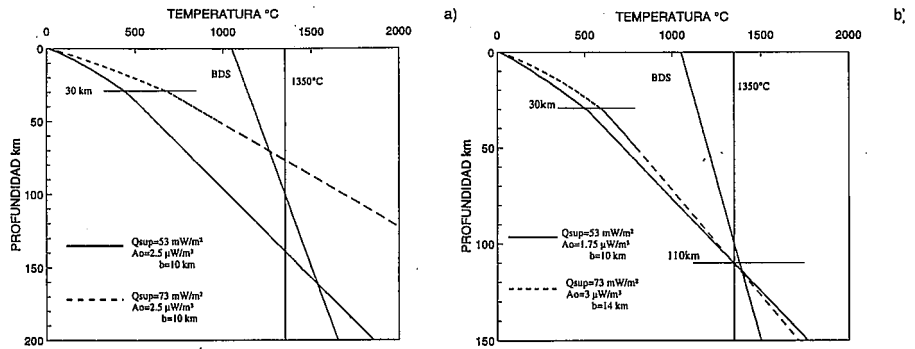 TEMPERATURA °C
a)
0 500 1000 1500 2000
PROFUNDIDAD km
0
50
100
150
200
BDS
1350°C
30 km
Qsup=53 mW/m²
Ao=2.5 µW/m³
b=10 km
Qsup=73 mW/m²
Ao=2.5 µW/m³
b=10 km
TEMPERATURA °C
b)
0 500 1000 1500 2000
PROFUNDIDAD km
0
50
100
150
BDS
1350°C
30km
110km
Qsup=53 mW/m²
Ao=1.75 µW/m³
b=10 km
Qsup=73 mW/m²
Ao=3 µW/m³
b=14 km